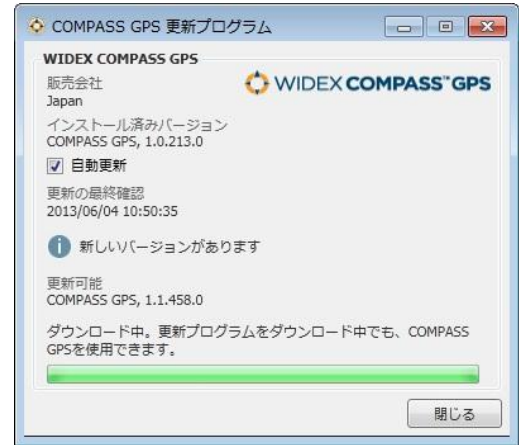 COMPASS GPS 更新プログラム
WIDEX COMPASS GPS
販売会社
WIDEX COMPASS™GPS
Japan
インストール済みバージョン
COMPASS GPS, 1.0.213.0
自動更新
更新の最終確認
2013/06/04 10:50:35
新しいバージョンがあります
更新可能
COMPASS GPS, 1.1.458.0
ダウンロード中。更新プログラムをダウンロード中でも、COMPASS
GPSを使用できます。
閉じる